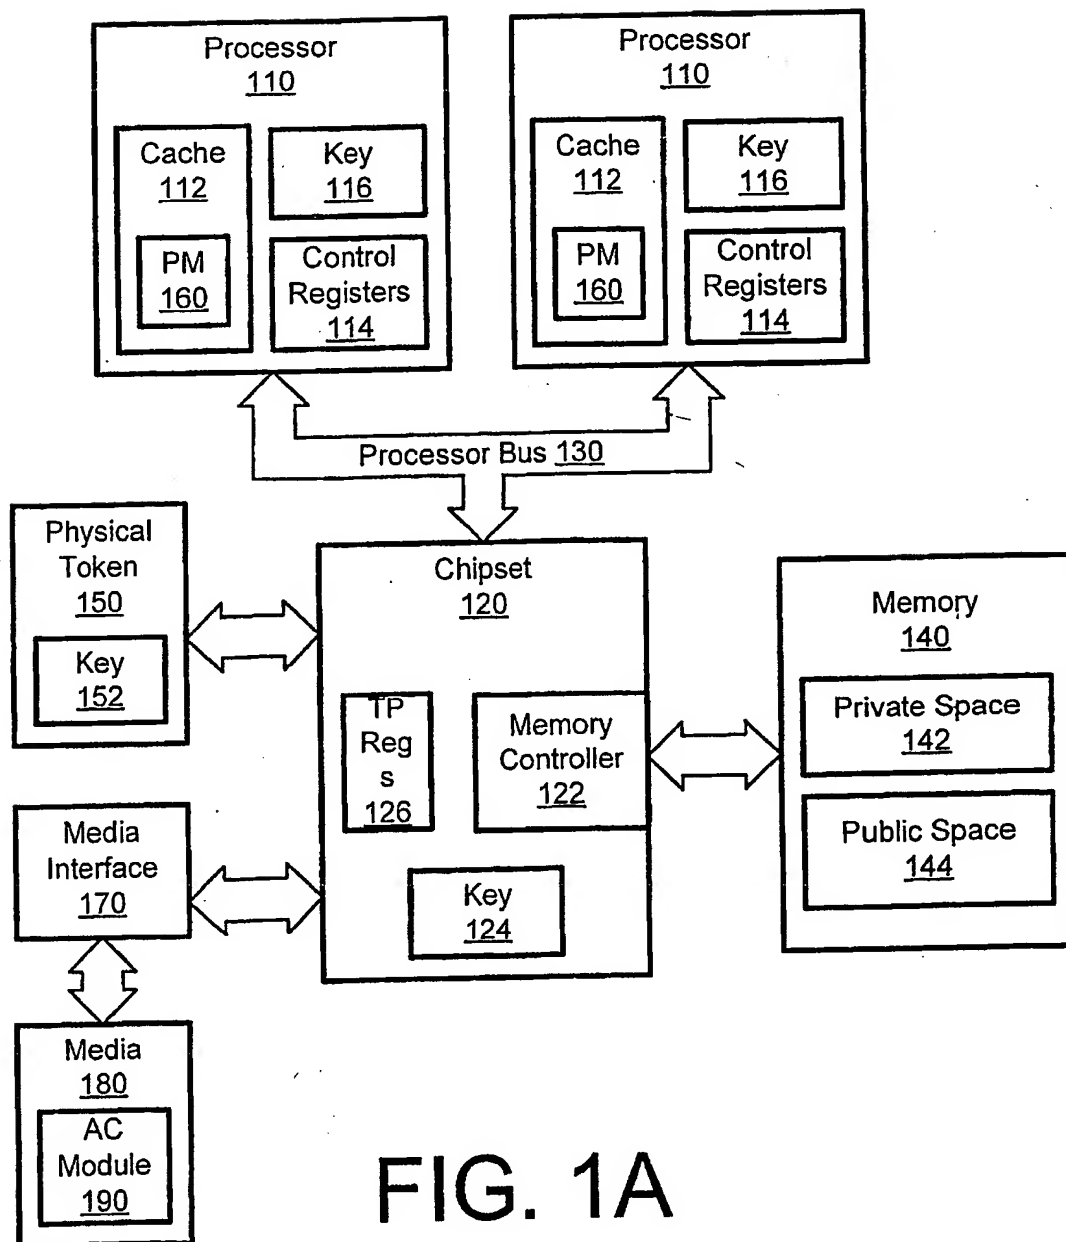 Processor
110
Cache
112
PM
160
Key
116
Control
Registers
114
Processor
110
Cache
112
PM
160
Key
116
Control
Registers
114
Processor Bus 130
Physical
Token
150
Key
152
Chipset
120
TP
Reg
s
126
Memory
Controller
122
Key
124
Memory
140
Private Space
142
Public Space
144
Media
Interface
170
Media
180
AC
Module
190
FIG. 1A